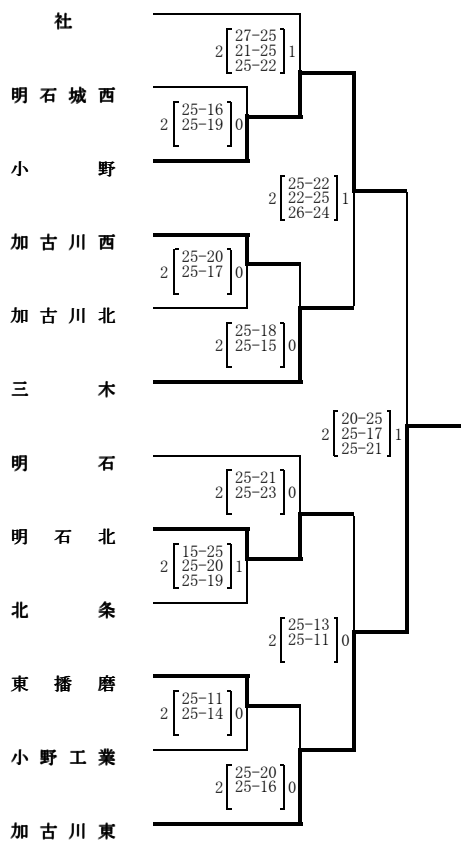 社
27-25
2 21-25 1
25-22
明石城西
25-16
2 25-19 0
小野
25-22
2 22-25 1
26-24
加古川西
25-20
2 25-17 0
加古川北
25-18
2 25-15 0
三木
20-25
2 25-17 1
25-21
明石
25-21
2 25-23 0
明石北
15-25
2 25-20 1
25-19
北条
25-13
2 25-11 0
東播磨
25-11
2 25-14 0
小野工業
25-20
2 25-16 0
加古川東